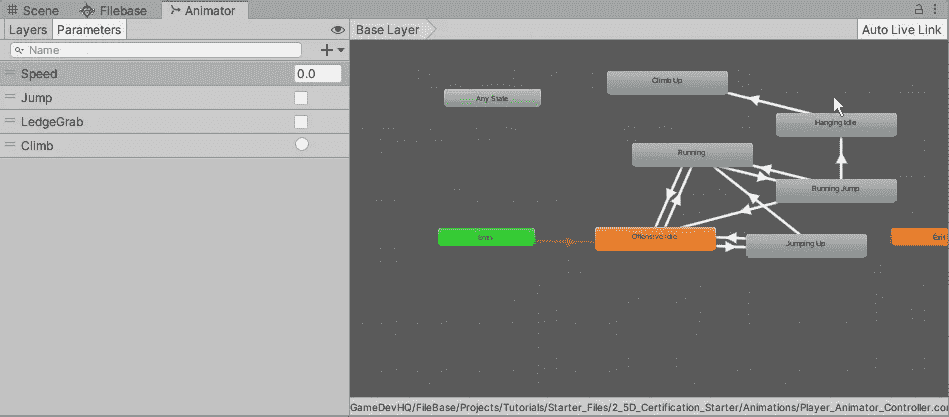 Scene Filebase Animator
Layers Parameters
Base Layer
Auto Live Link
Name
Speed 0.0
Jump
LedgeGrab
Climb
Any State
Climb Up
Hanging Idle
Running
Running Jump
Entry
Offensive Idle
Jumping Up
Exit
GameDevHQ/FileBase/Projects/Tutorials/Starter_Files/2_5D_Certification_Starter/Animations/Player_Animator_Controller.co